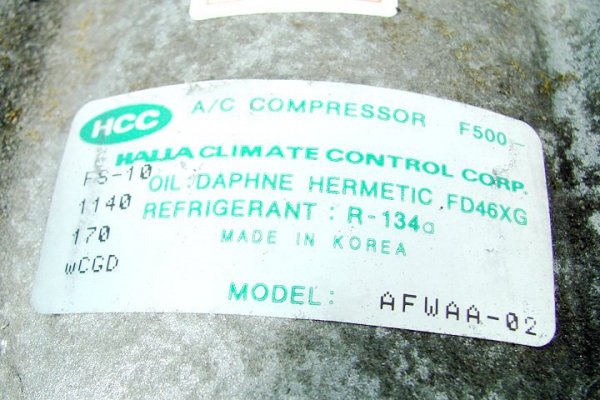 HCC
A/C COMPRESSOR F500-
HALLA CLIMATE CONTROL CORP.
FS-10 OIL:DAPHNE HERMETIC FD46XG
1140 REFRIGERANT: R-134a
170 MADE IN KOREA
wCGD
MODEL: AFWAA-02